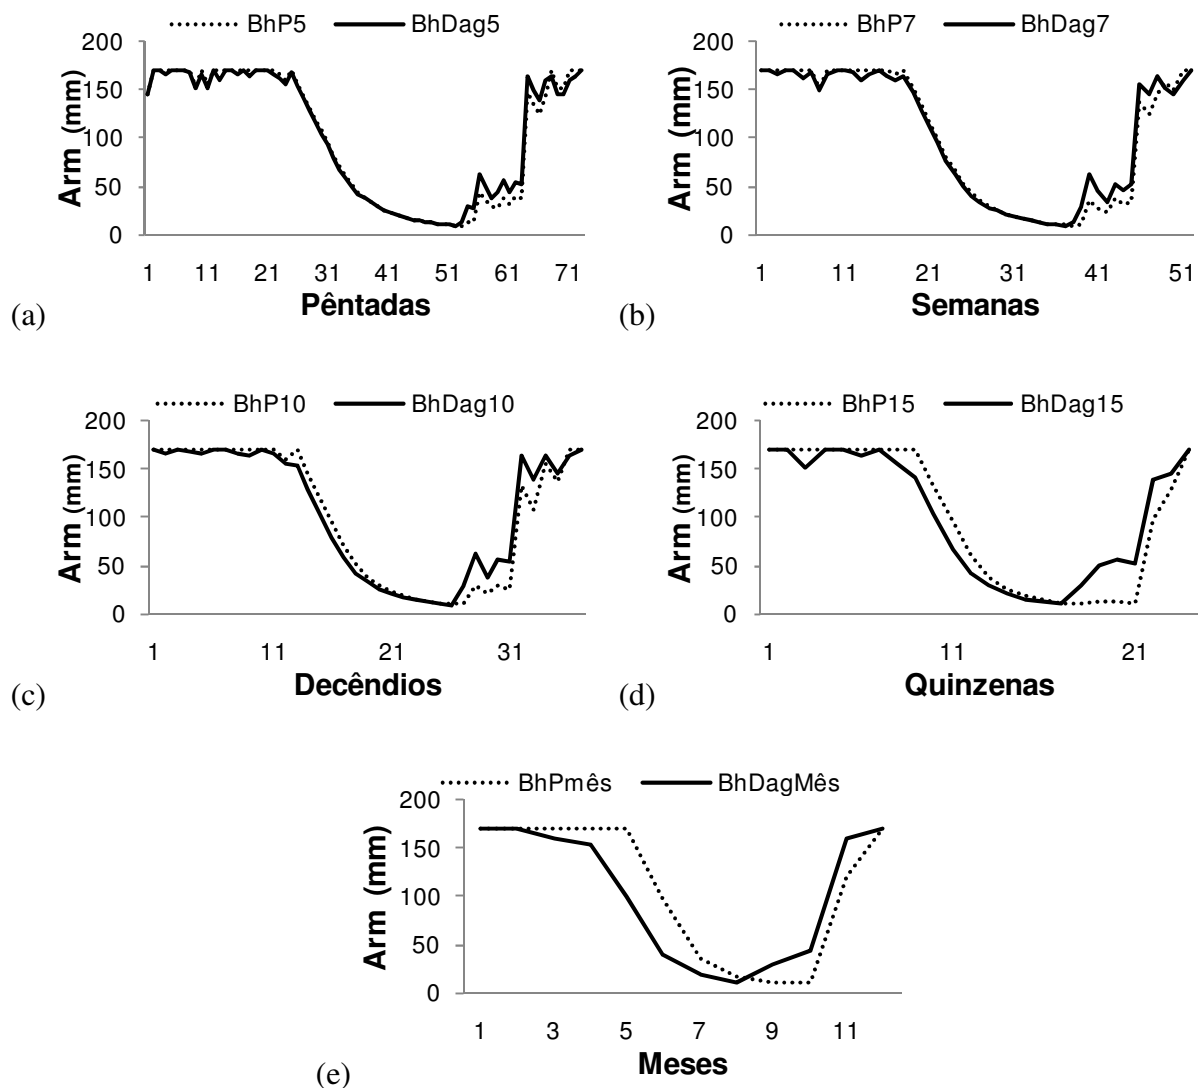 BhP5 BhDag5
200
150
100
50
0
Arm (mm)
1 11 21 31 41 51 61 71
Pêntadas
(a)
BhP7 BhDag7
200
150
100
50
0
Arm (mm)
1 11 21 31 41 51
Semanas
(b)
BhP10 BhDag10
200
150
100
50
0
Arm (mm)
1 11 21 31
Decêndios
(c)
BhP15 BhDag15
200
150
100
50
0
Arm (mm)
1 11 21
Quinzenas
(d)
BhPmês BhDagMês
200
150
100
50
0
Arm (mm)
1 3 5 7 9 11
Meses
(e)